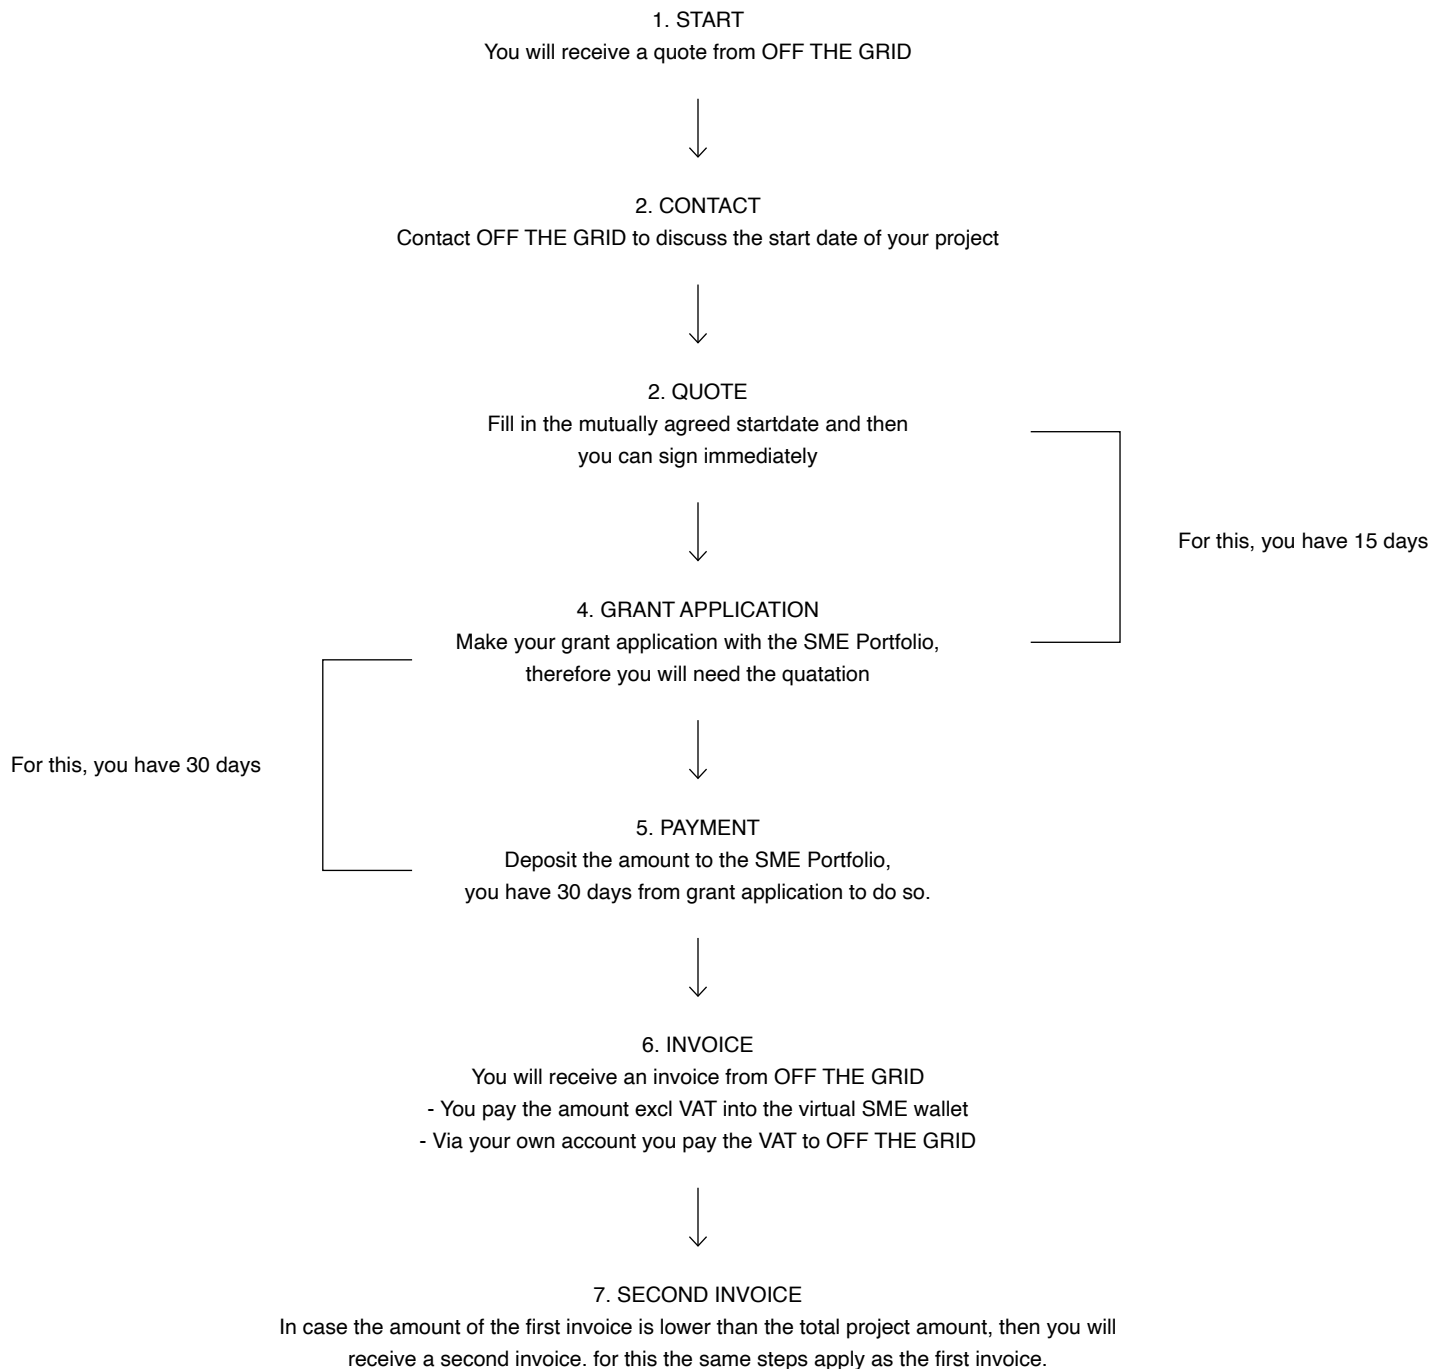 1. START
You will receive a quote from OFF THE GRID
2. CONTACT
Contact OFF THE GRID to discuss the start date of your project
2. QUOTE
Fill in the mutually agreed startdate and then
you can sign immediately
For this, you have 15 days
4. GRANT APPLICATION
Make your grant application with the SME Portfolio,
therefore you will need the quatation
For this, you have 30 days
5. PAYMENT
Deposit the amount to the SME Portfolio,
you have 30 days from grant application to do so.
6. INVOICE
You will receive an invoice from OFF THE GRID
- You pay the amount excl VAT into the virtual SME wallet
- Via your own account you pay the VAT to OFF THE GRID
7. SECOND INVOICE
In case the amount of the first invoice is lower than the total project amount, then you will
receive a second invoice. for this the same steps apply as the first invoice.